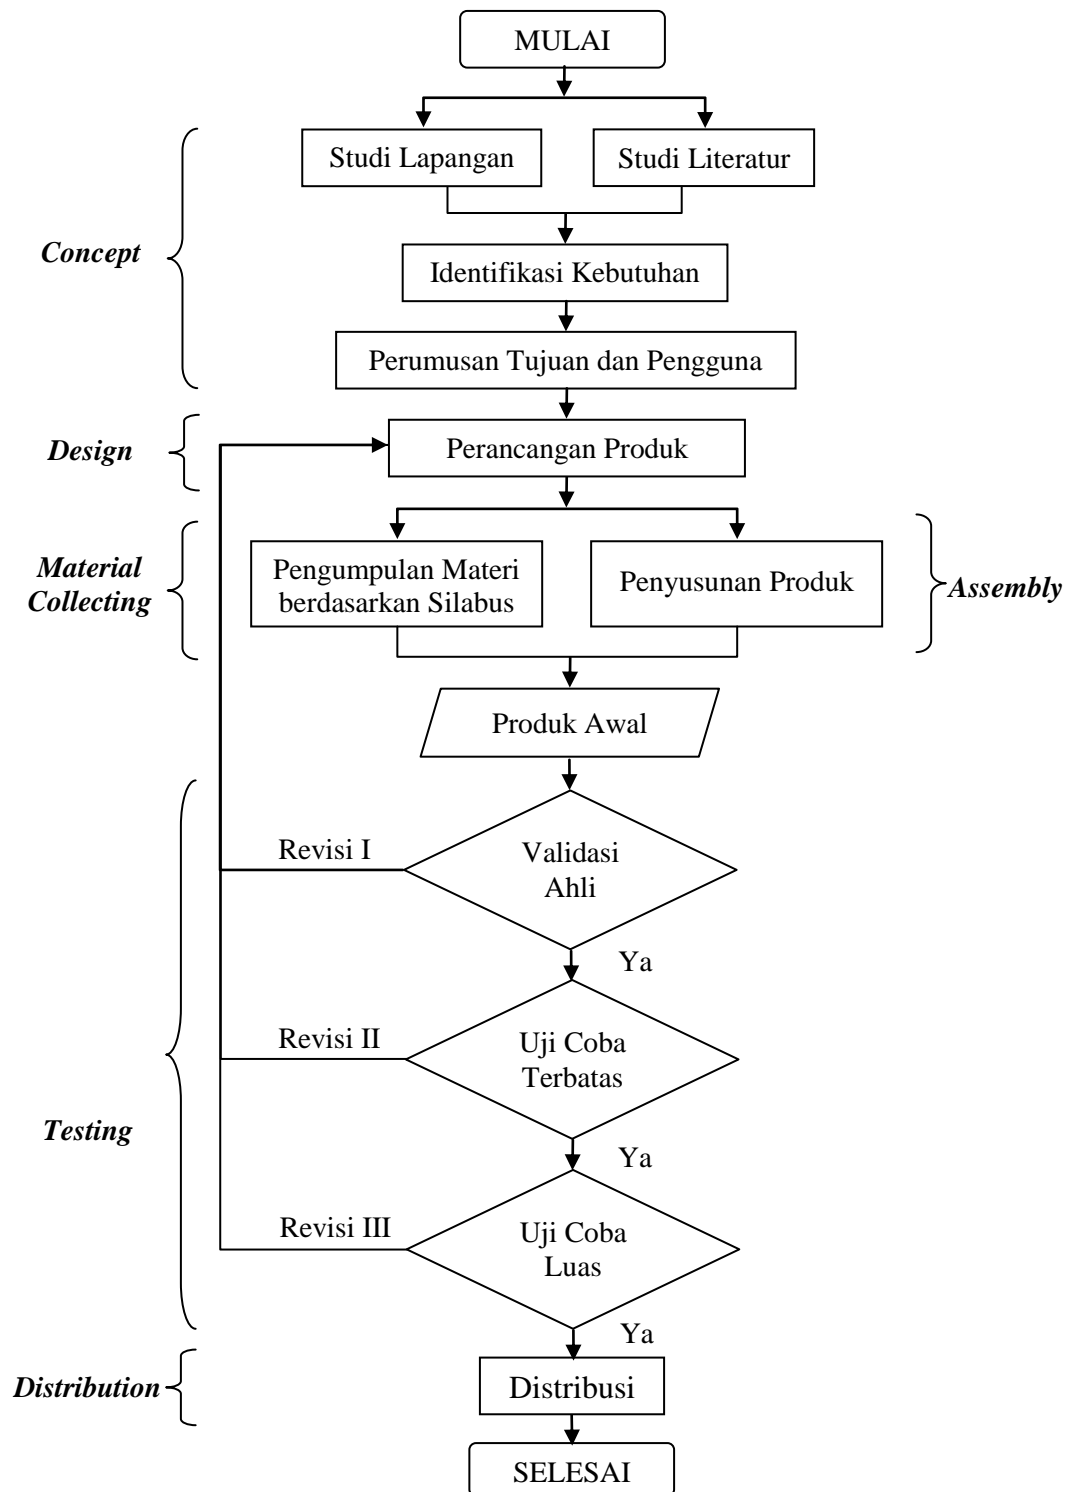 MULAI
Studi Lapangan
Studi Literatur
Concept
Identifikasi Kebutuhan
Perumusan Tujuan dan Pengguna
Design
Perancangan Produk
Material
Collecting
Pengumpulan Materi
berdasarkan Silabus
Penyusunan Produk
Assembly
Produk Awal
Revisi I
Validasi
Ahli
Ya
Revisi II
Uji Coba
Terbatas
Testing
Ya
Revisi III
Uji Coba
Luas
Ya
Distribution
Distribusi
SELESAI